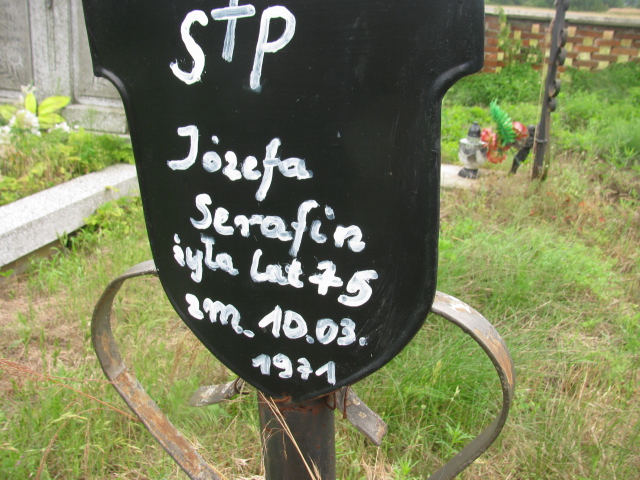 S†P
Józefa
Serafin
żyła lat 75
zm. 10.03.
1971